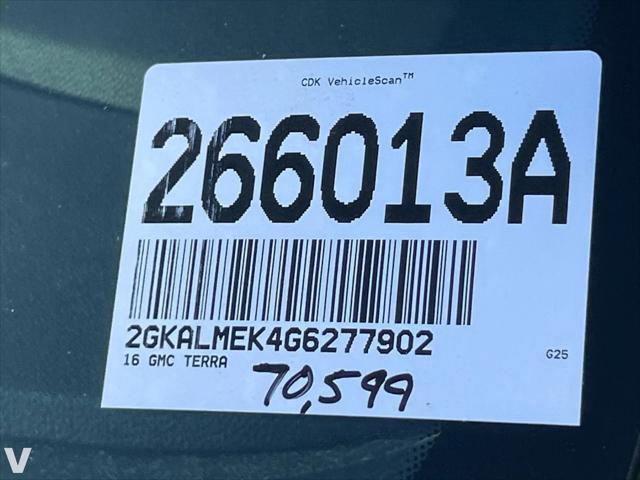 CDK VehicleScan™
266013A
2GKALMEK4G6277902
16 GMC TERRA
G25
70,599
V